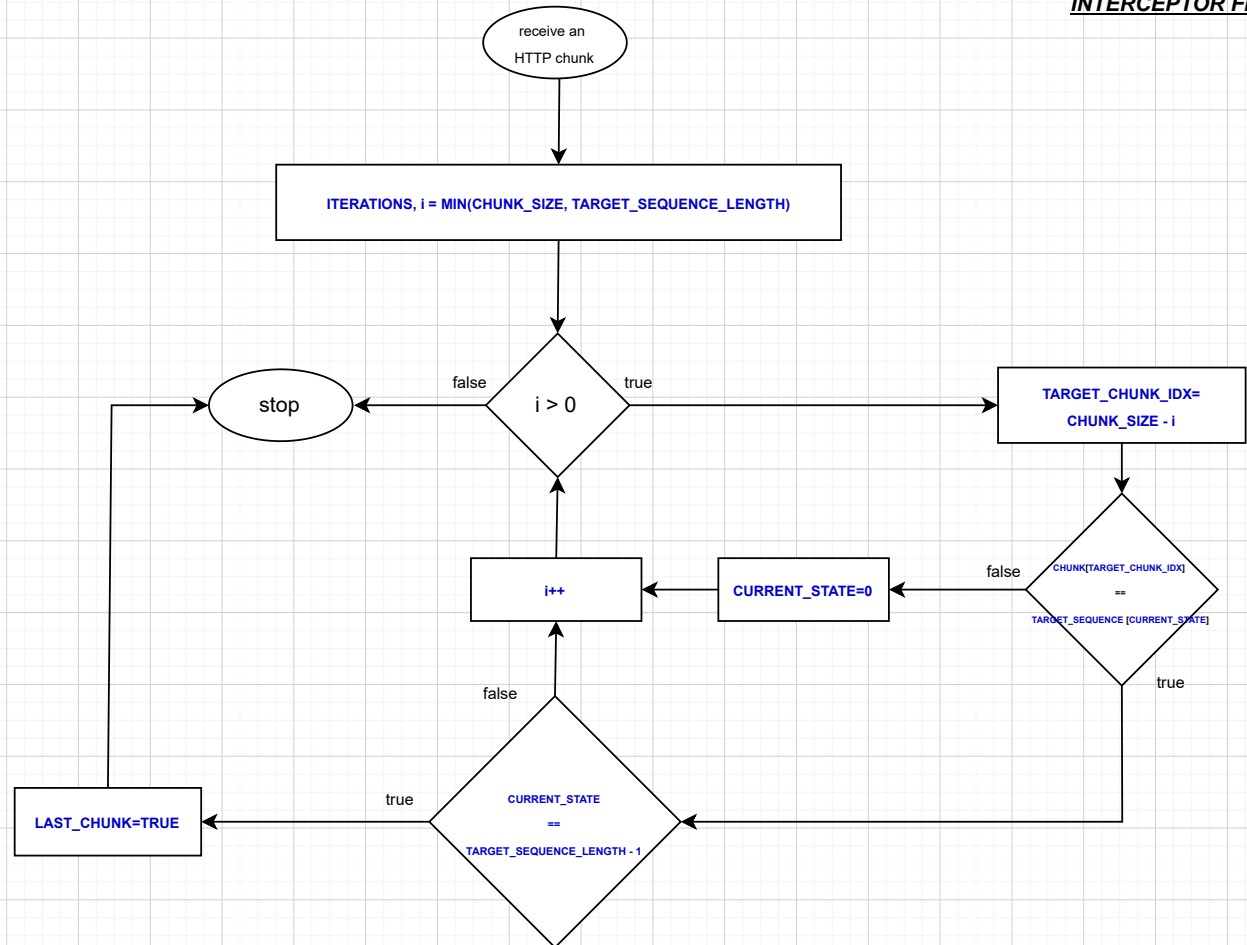 INTERCEPTOR
receive an
HTTP chunk
ITERATIONS, i = MIN(CHUNK_SIZE, TARGET_SEQUENCE_LENGTH)
false
true
stop
i > 0
TARGET_CHUNK_IDX=
CHUNK_SIZE - i
false
CHUNK[TARGET_CHUNK_IDX]
==
TARGET_SEQUENCE [CURRENT_STATE]
i++
CURRENT_STATE=0
true
false
true
CURRENT_STATE
==
TARGET_SEQUENCE_LENGTH - 1
LAST_CHUNK=TRUE